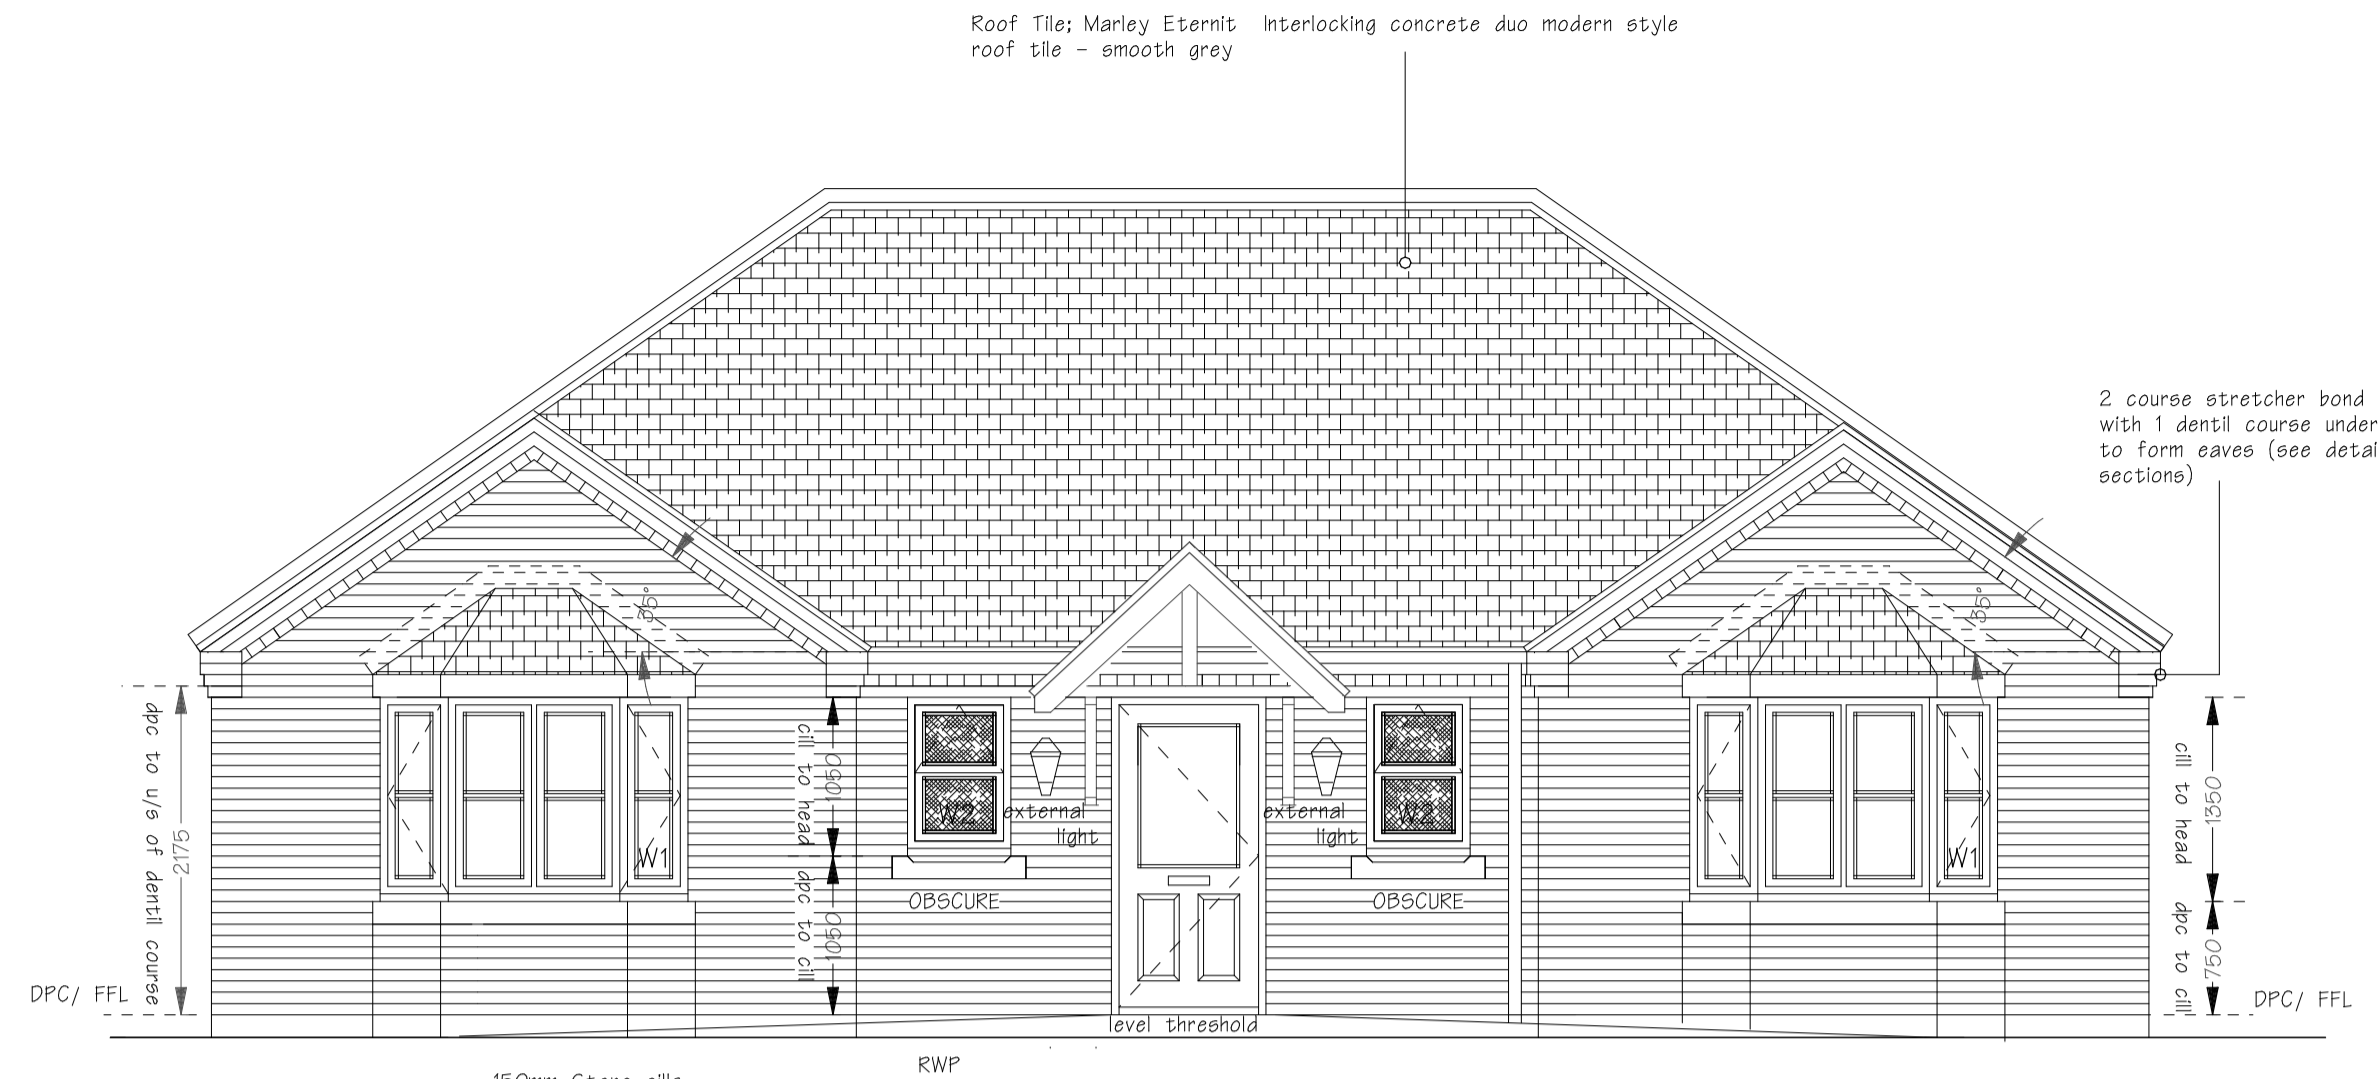 Roof Tile; Marley Eternit Interlocking concrete duo modern style
roof tile - smooth grey
2 course stretcher bond
with 1 dentil course under
to form eaves (see detai
sections)
35°
35°
dpc to u/s of dentil course
2175
cill to head
1050
dpc to cill
1050
W1
W2
external
light
external
light
W2
W1
OBSCURE
OBSCURE
cill to head
1350
dpc to cill
750
DPC/ FFL
DPC/ FFL
level threshold
RWP